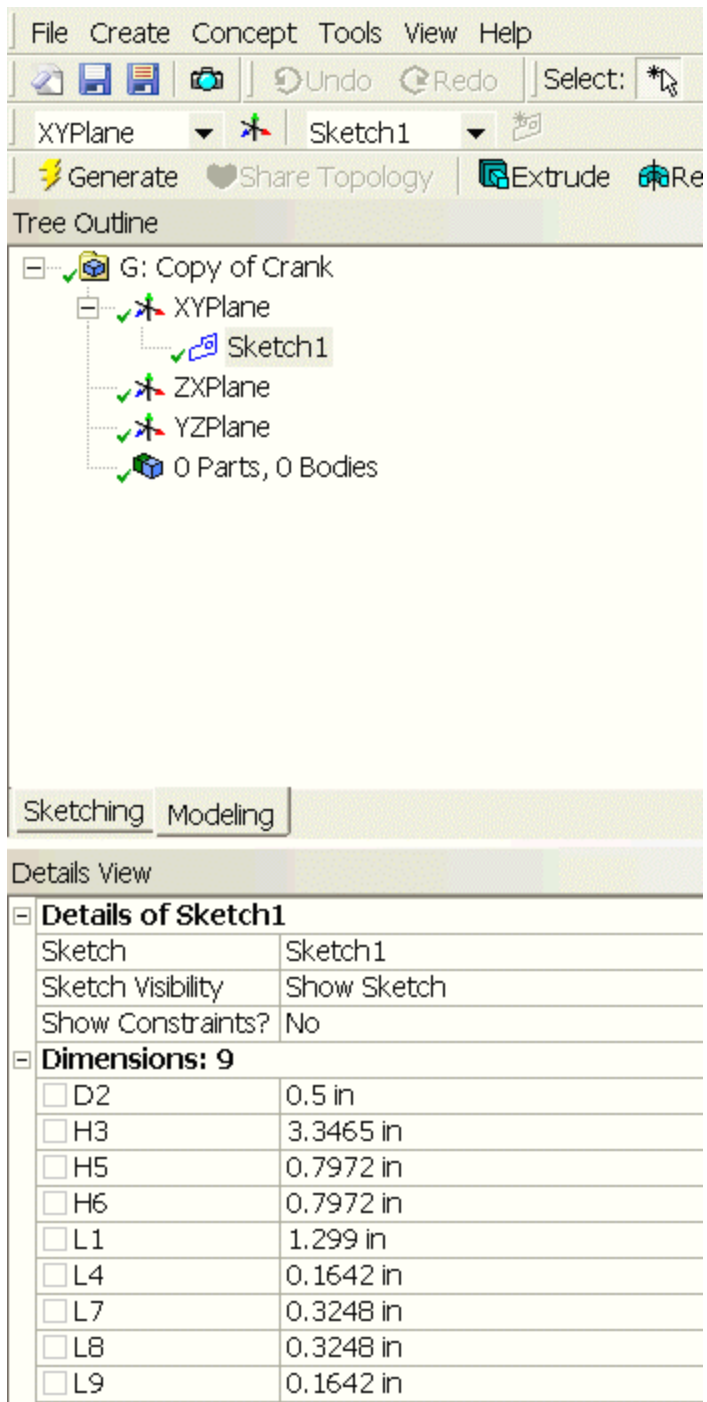 File Create Concept Tools View Help
Undo Redo Select:
XYPlane Sketch1
Generate Share Topology Extrude Re
Tree Outline
G: Copy of Crank
XYPlane
Sketch1
ZXPlane
YZPlane
0 Parts, 0 Bodies
Sketching Modeling
Details View
Details of Sketch1
Sketch Sketch1
Sketch Visibility Show Sketch
Show Constraints? No
Dimensions: 9
D2 0.5 in
H3 3.3465 in
H5 0.7972 in
H6 0.7972 in
L1 1.299 in
L4 0.1642 in
L7 0.3248 in
L8 0.3248 in
L9 0.1642 in